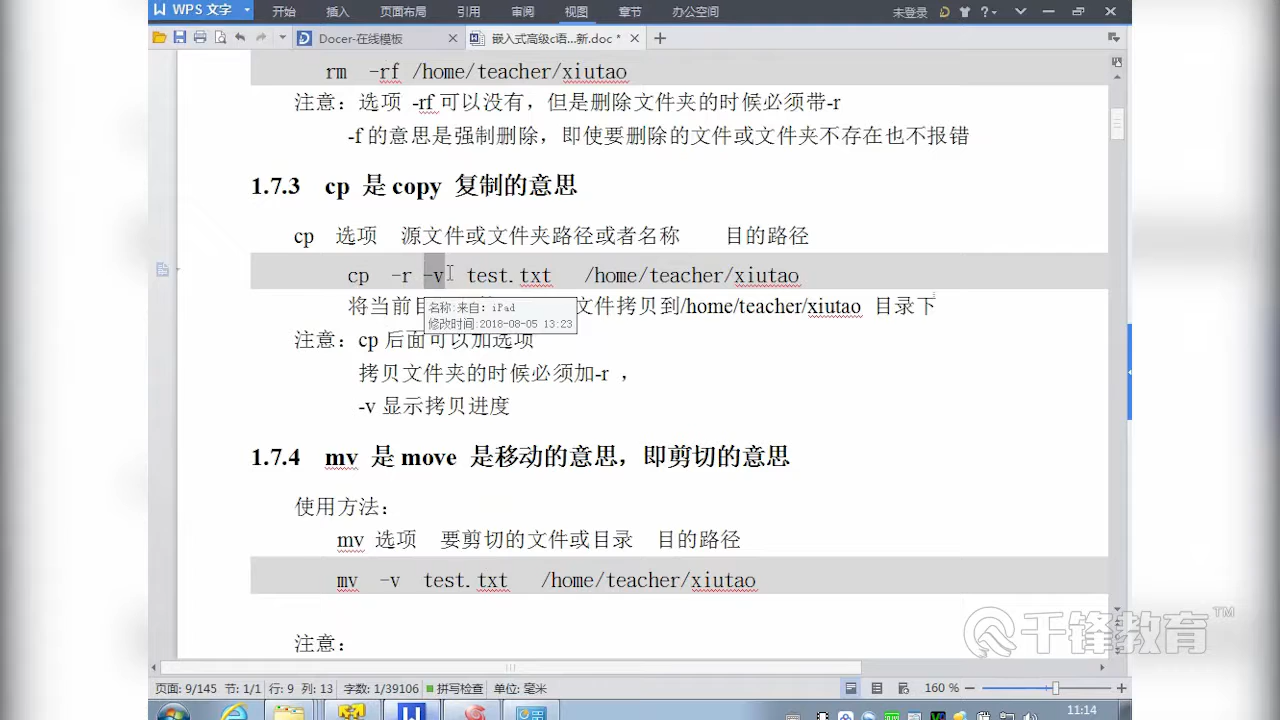 WPS 文字 开始 插入 页面布局 引用 审阅 视图 章节 办公空间 未登录
Docer-在线模板 嵌入式高级c语...新.doc *
rm -rf /home/teacher/xiutao
注意：选项 -rf 可以没有，但是删除文件夹的时候必须带-r
-f 的意思是强制删除，即使要删除的文件或文件夹不存在也不报错
1.7.3 cp 是 copy 复制的意思
cp 选项 源文件或文件夹路径或者名称 目的路径
cp -r -v test.txt /home/teacher/xiutao
将当前目 文件拷贝到/home/teacher/xiutao 目录下
名称:来自: iPad
修改时间:2018-08-05 13:23
注意：cp 后面可以加选项
拷贝文件夹的时候必须加-r ，
-v 显示拷贝进度
1.7.4 mv 是 move 是移动的意思，即剪切的意思
使用方法：
mv 选项 要剪切的文件或目录 目的路径
mv -v test.txt /home/teacher/xiutao
注意：
千锋教育™
页面: 9/145 节: 1/1 行: 9 列: 13 字数: 1/39106 拼写检查 单位: 毫米 160 %
11:14